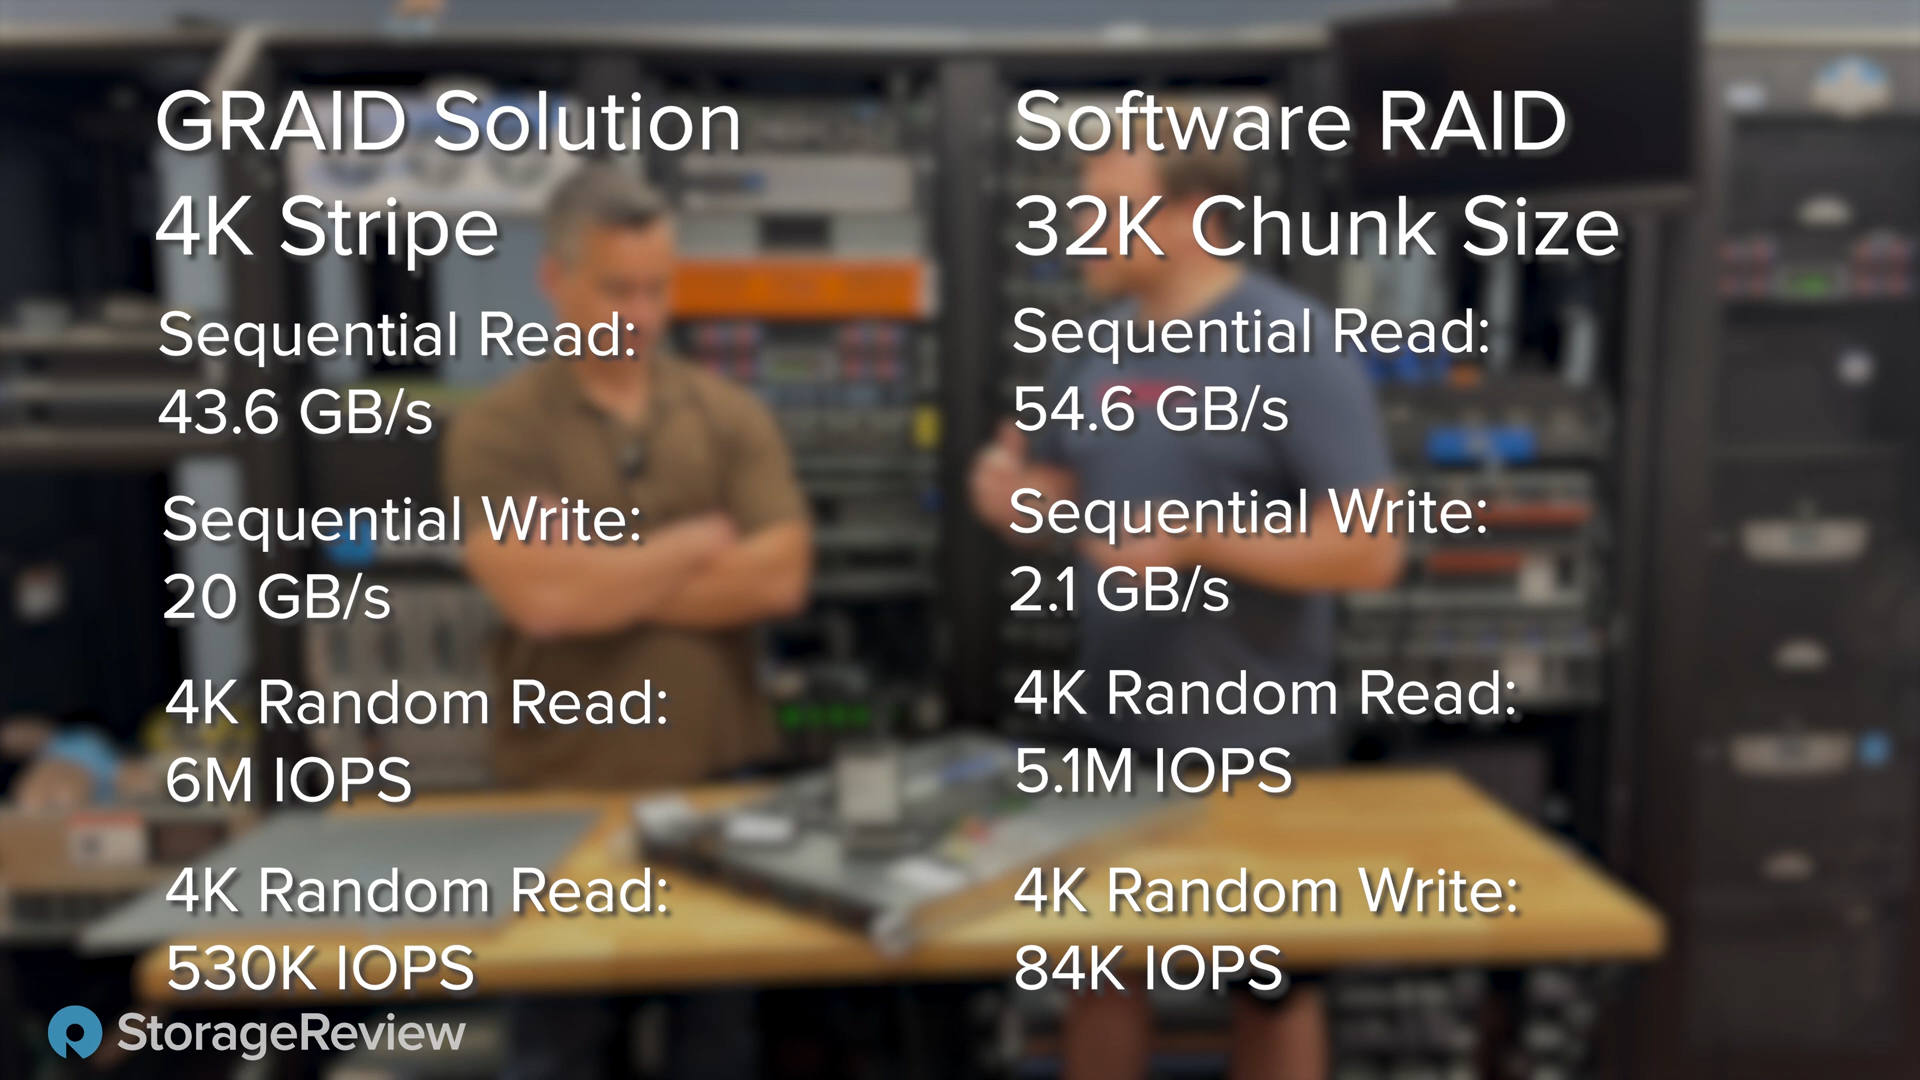 GRAID Solution
4K Stripe
Sequential Read:
43.6 GB/s
Sequential Write:
20 GB/s
4K Random Read:
6M IOPS
4K Random Read:
530K IOPS
Software RAID
32K Chunk Size
Sequential Read:
54.6 GB/s
Sequential Write:
2.1 GB/s
4K Random Read:
5.1M IOPS
4K Random Write:
84K IOPS
StorageReview